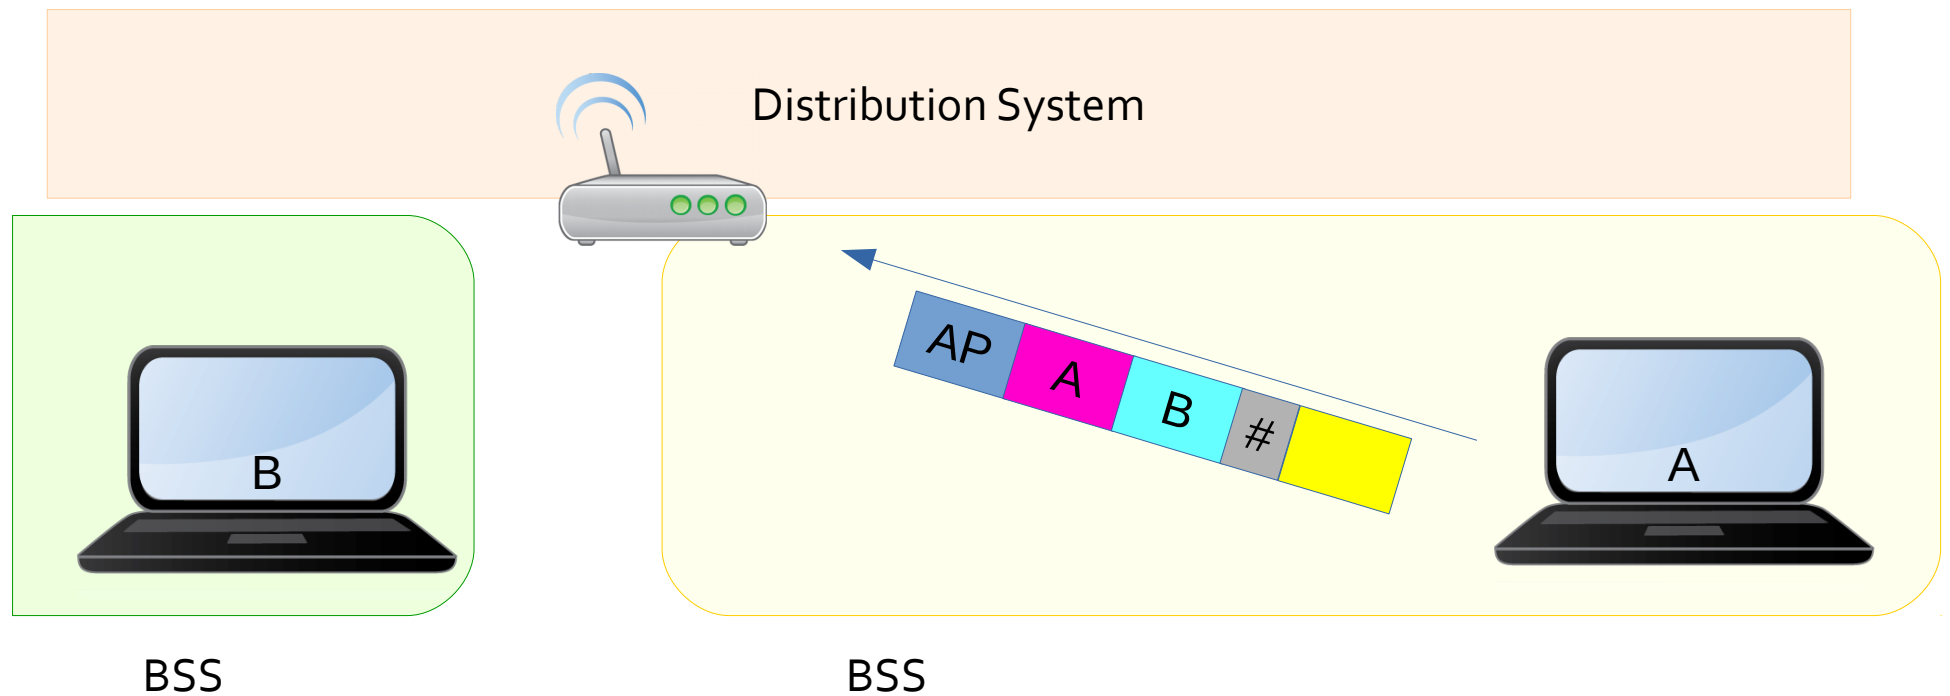 Distribution System
AP A B #
B
A
BSS
BSS